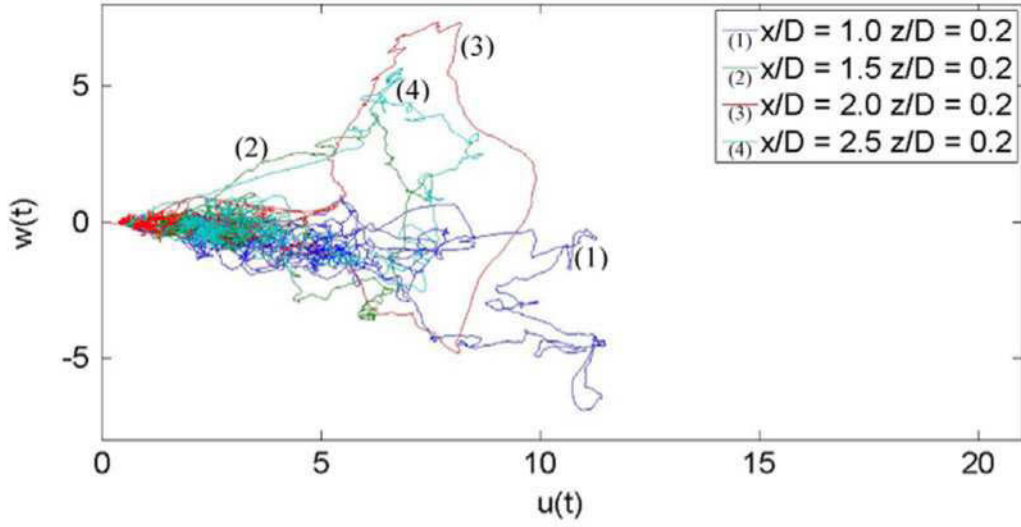 (3)
(1) x/D = 1.0 z/D = 0.2
(2) x/D = 1.5 z/D = 0.2
(3) x/D = 2.0 z/D = 0.2
(4) x/D = 2.5 z/D = 0.2
5
(4)
(2)
w(t)
0
(1)
-5
0 5 10 15 20
u(t)